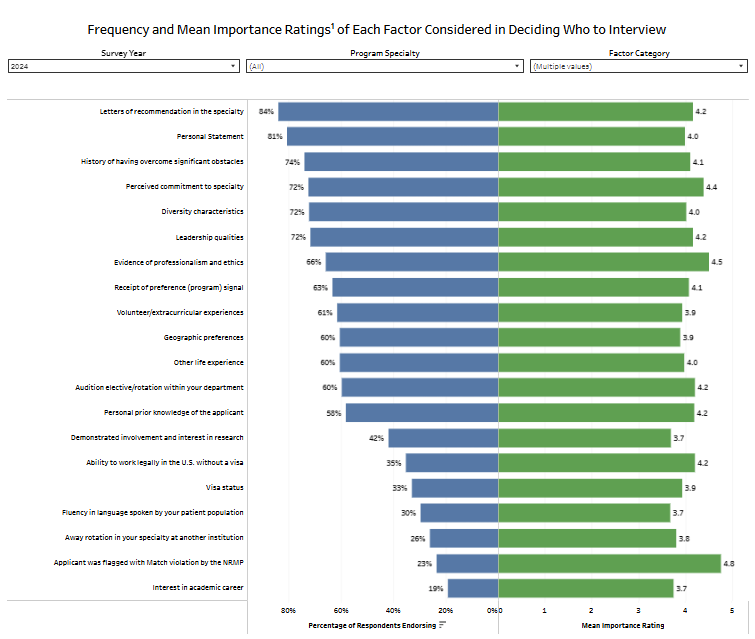 Frequency and Mean Importance Ratings¹ of Each Factor Considered in Deciding Who to Interview
Survey Year Program Specialty Factor Category
2024 (All) (Multiple values)
Letters of recommendation in the specialty 84% 4.2
Personal Statement 81% 4.0
History of having overcome significant obstacles 74% 4.1
Perceived commitment to specialty 72% 4.4
Diversity characteristics 72% 4.0
Leadership qualities 72% 4.2
Evidence of professionalism and ethics 66% 4.5
Receipt of preference (program) signal 63% 4.1
Volunteer/extracurricular experiences 61% 3.9
Geographic preferences 60% 3.9
Other life experience 60% 4.0
Audition elective/rotation within your department 60% 4.2
Personal prior knowledge of the applicant 58% 4.2
Demonstrated involvement and interest in research 42% 3.7
Ability to work legally in the U.S. without a visa 35% 4.2
Visa status 33% 3.9
Fluency in language spoken by your patient population 30% 3.7
Away rotation in your specialty at another institution 26% 3.8
Applicant was flagged with Match violation by the NRMP 23% 4.8
Interest in academic career 19% 3.7
80% 60% 40% 20% 0% 0 1 2 3 4 5
Percentage of Respondents Endorsing Mean Importance Rating